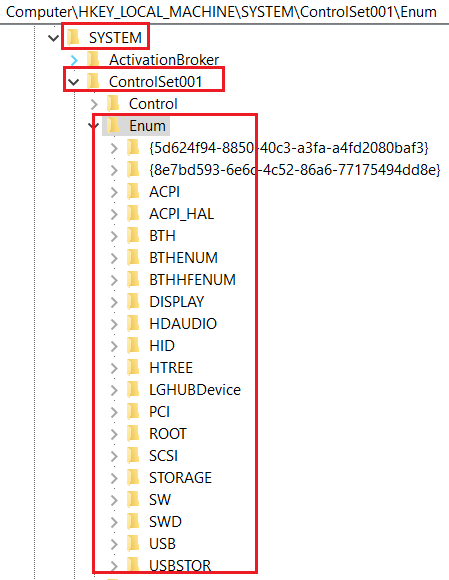 Computer\HKEY_LOCAL_MACHINE\SYSTEM\ControlSet001\Enum
SYSTEM
ActivationBroker
ControlSet001
Control
Enum
{5d624f94-8850-40c3-a3fa-a4fd2080baf3}
{8e7bd593-6e6c-4c52-86a6-77175494dd8e}
ACPI
ACPI_HAL
BTH
BTHENUM
BTHHFENUM
DISPLAY
HDAUDIO
HID
HTREE
LGHUBDevice
PCI
ROOT
SCSI
STORAGE
SW
SWD
USB
USBSTOR